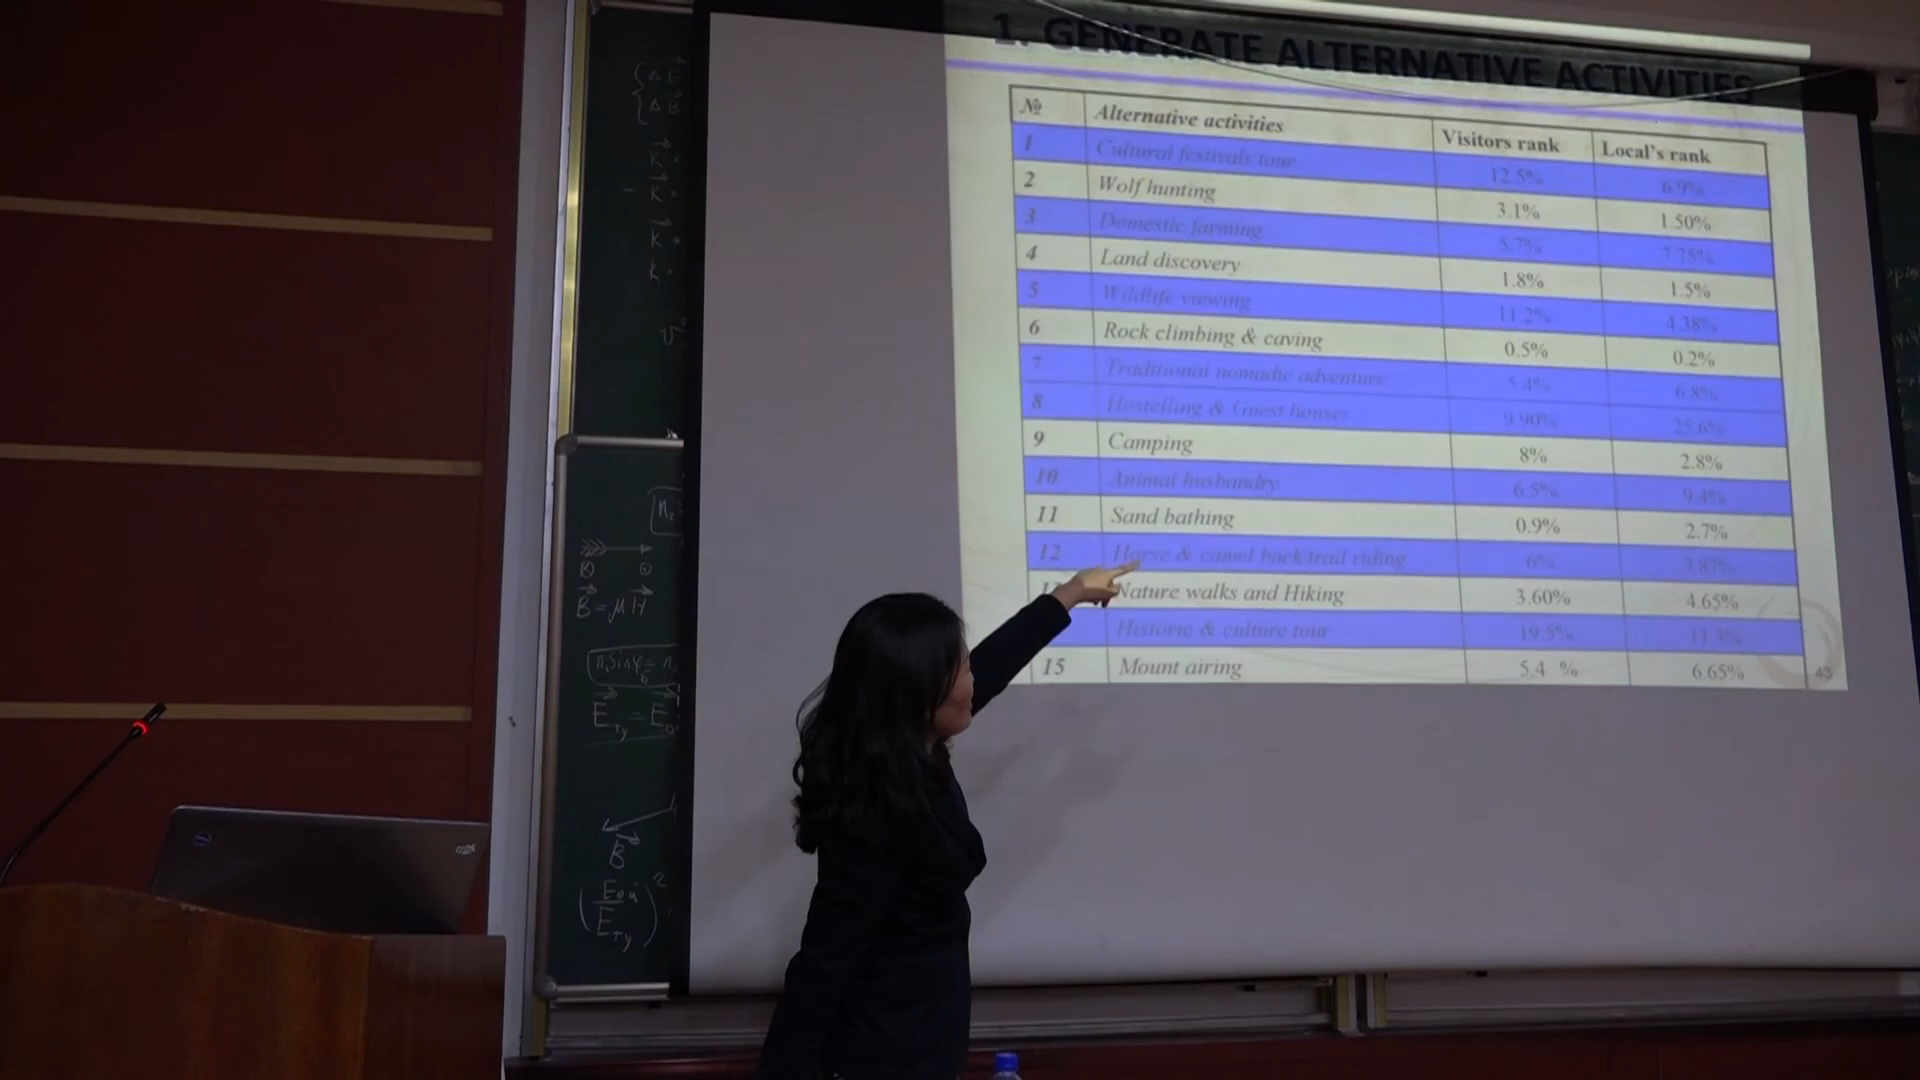 1. GENERATE ALTERNATIVE ACTIVITIES
№ Alternative activities Visitors rank Local's rank
1 Cultural festivals tour 12.5% 6.9%
2 Wolf hunting 3.1% 1.50%
3 Domestic farming 5.7% 7.75%
4 Land discovery 1.8% 1.5%
5 Wildlife viewing 11.2% 4.38%
6 Rock climbing & caving 0.5% 0.2%
7 Traditional nomadic adventure 5.4% 6.8%
8 Hostelling & Guest houses 9.90% 25.6%
9 Camping 8% 2.8%
10 Animal husbandry 6.5% 9.4%
11 Sand bathing 0.9% 2.7%
12 Horse & camel back trail riding 6% 3.87%
Nature walks and Hiking 3.60% 4.65%
Historic & culture tour 19.5% 11.3%
15 Mount airing 5.4 % 6.65%
43
B = μH